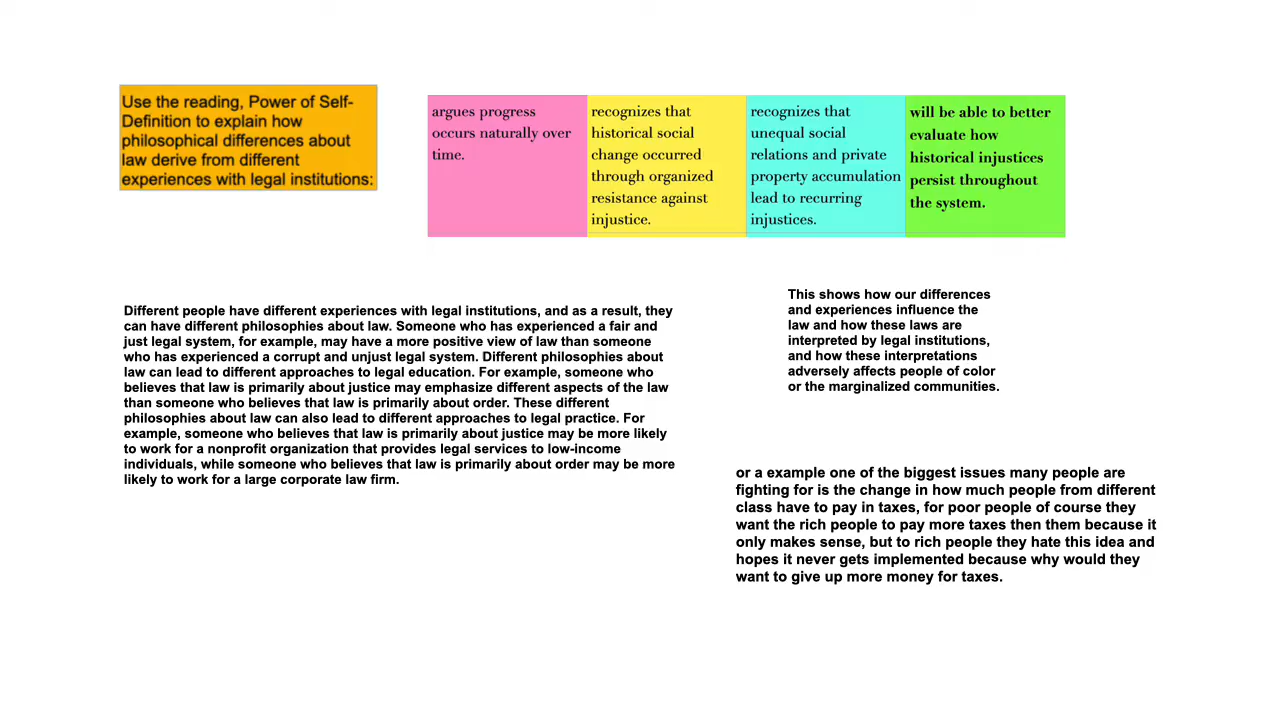 Use the reading, Power of Self-
Definition to explain how
philosophical differences about
law derive from different
experiences with legal institutions:
argues progress
occurs naturally over
time.
recognizes that
historical social
change occurred
through organized
resistance against
injustice.
recognizes that
unequal social
relations and private
property accumulation
lead to recurring
injustices.
will be able to better
evaluate how
historical injustices
persist throughout
the system.
Different people have different experiences with legal institutions, and as a result, they
can have different philosophies about law. Someone who has experienced a fair and
just legal system, for example, may have a more positive view of law than someone
who has experienced a corrupt and unjust legal system. Different philosophies about
law can lead to different approaches to legal education. For example, someone who
believes that law is primarily about justice may emphasize different aspects of the law
than someone who believes that law is primarily about order. These different
philosophies about law can also lead to different approaches to legal practice. For
example, someone who believes that law is primarily about justice may be more likely
to work for a nonprofit organization that provides legal services to low-income
individuals, while someone who believes that law is primarily about order may be more
likely to work for a large corporate law firm.
This shows how our differences
and experiences influence the
law and how these laws are
interpreted by legal institutions,
and how these interpretations
adversely affects people of color
or the marginalized communities.
or a example one of the biggest issues many people are
fighting for is the change in how much people from different
class have to pay in taxes, for poor people of course they
want the rich people to pay more taxes then them because it
only makes sense, but to rich people they hate this idea and
hopes it never gets implemented because why would they
want to give up more money for taxes.